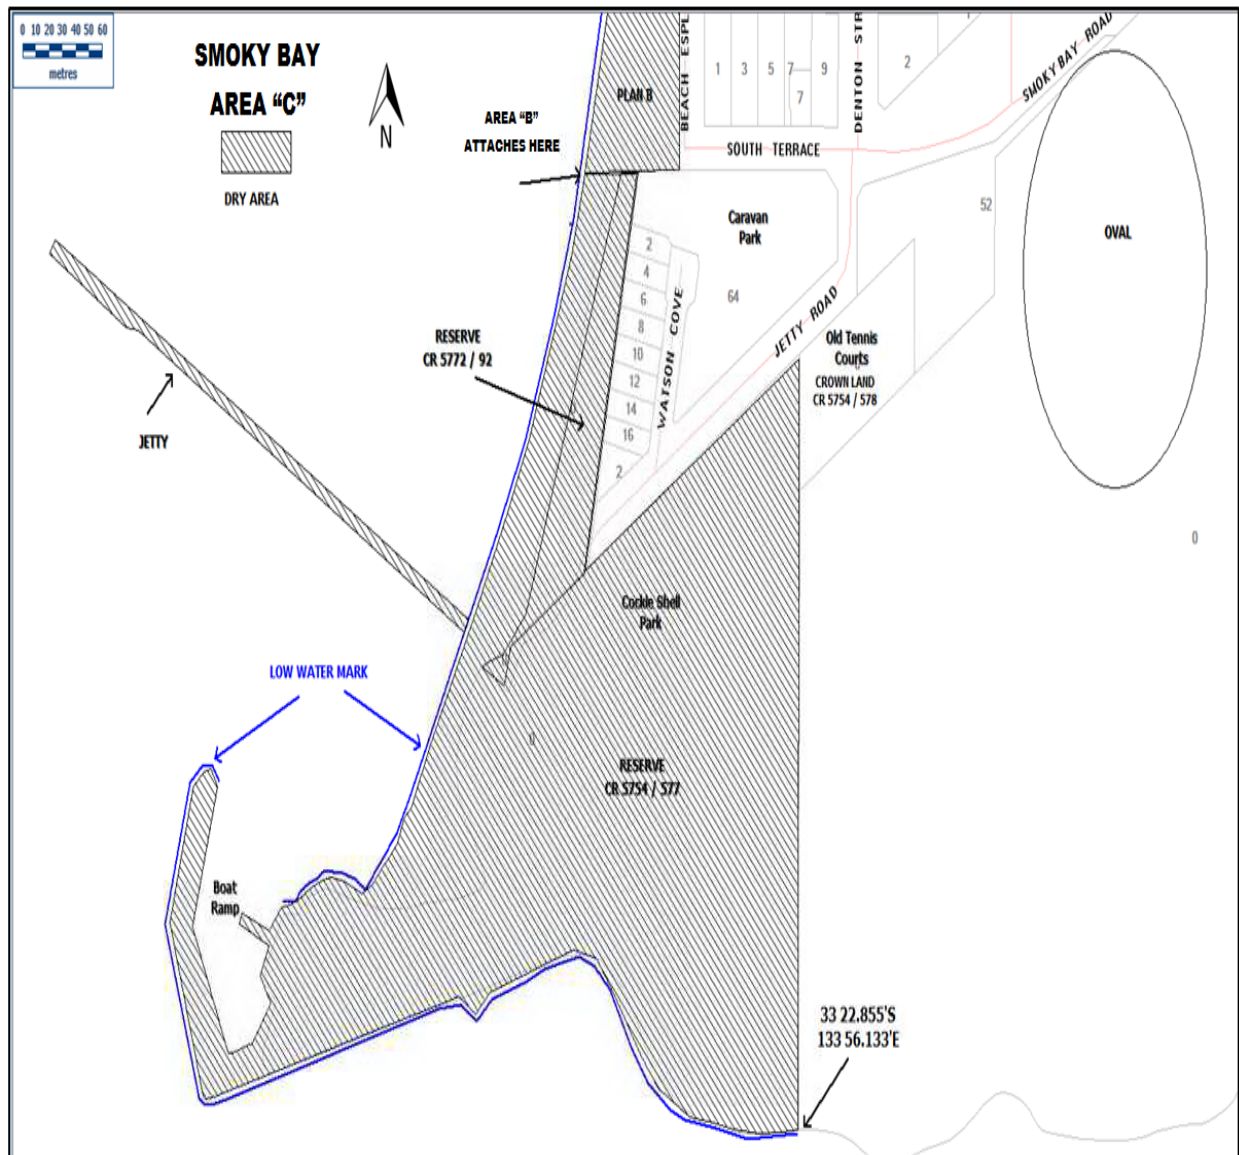 0 10 20 30 40 50 60
metres
SMOKY BAY
AREA “C”
DRY AREA
N
AREA “B”
ATTACHES HERE
PLAN B
BEACH ESPL
1
3
5
7
7
9
DENTON STR
2
SMOKY BAY ROAD
SOUTH TERRACE
52
OVAL
Caravan
Park
64
2
4
6
8
10
12
14
16
2
WATSON COVE
JETTY ROAD
Old Tennis
Courts
CROWN LAND
CR 5754 / 578
0
RESERVE
CR 5772 / 92
JETTY
Cockle Shell
Park
LOW WATER MARK
0
RESERVE
CR 5754 / 577
Boat
Ramp
33 22.855'S
133 56.133'E